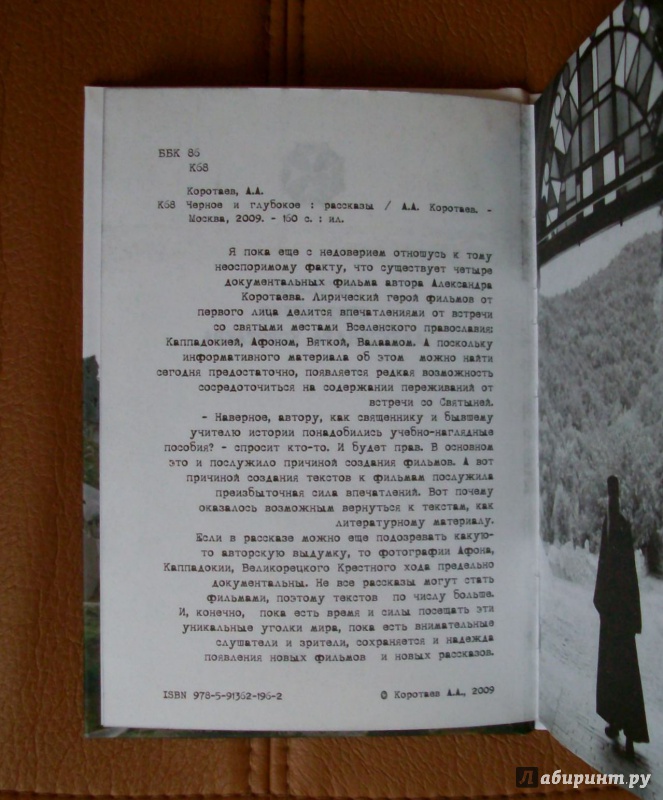 ББК 86
К68
Коротаев, А.А.
К68 Черное и глубокое : рассказы / А.А. Коротаев. -
Москва, 2009. - 160 с. : ил.
Я пока еще с недоверием отношусь к тому
неоспоримому факту, что существует четыре
документальных фильма автора Александра
Коротаева. Лирический герой фильмов от
первого лица делится впечатлениями от встречи
со святыми местами Вселенского православия:
Каппадокией, Афоном, Вяткой, Валаамом. А поскольку
информативного материала об этом можно найти
сегодня предостаточно, появляется редкая возможность
сосредоточиться на содержании переживаний от
встречи со Святыней.
- Наверное, автору, как священнику и бывшему
учителю истории понадобились учебно-наглядные
пособия? - спросит кто-то. И будет прав. В основном
это и послужило причиной создания фильмов. А вот
причиной создания текстов к фильмам послужила
преизбыточная сила впечатлений. Вот почему
оказалось возможным вернуться к текстам, как
литературному материалу.
Если в рассказе можно еще подозревать какую-
то авторскую выдумку, то фотографии Афона,
Каппадокии, Великорецкого Крестного хода предельно
документальны. Не все рассказы могут стать
фильмами, поэтому текстов по числу больше.
И, конечно, пока есть время и силы посещать эти
уникальные уголки мира, пока есть внимательные
слушатели и зрители, сохраняется и надежда
появления новых фильмов и новых рассказов.
ISBN 978-5-91362-196-2 © Коротаев А.А., 2009
Лабиринт.ру